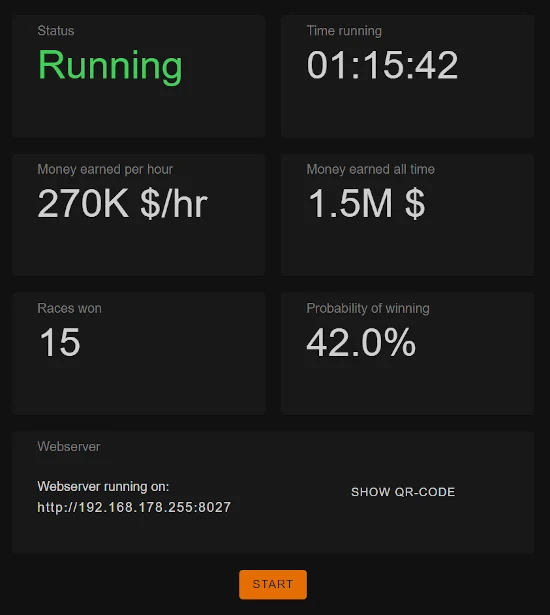 Status
Running
Time running
01:15:42
Money earned per hour
270K $/hr
Money earned all time
1.5M $
Races won
15
Probability of winning
42.0%
Webserver
Webserver running on:
http://192.168.178.255:8027
SHOW QR-CODE
START